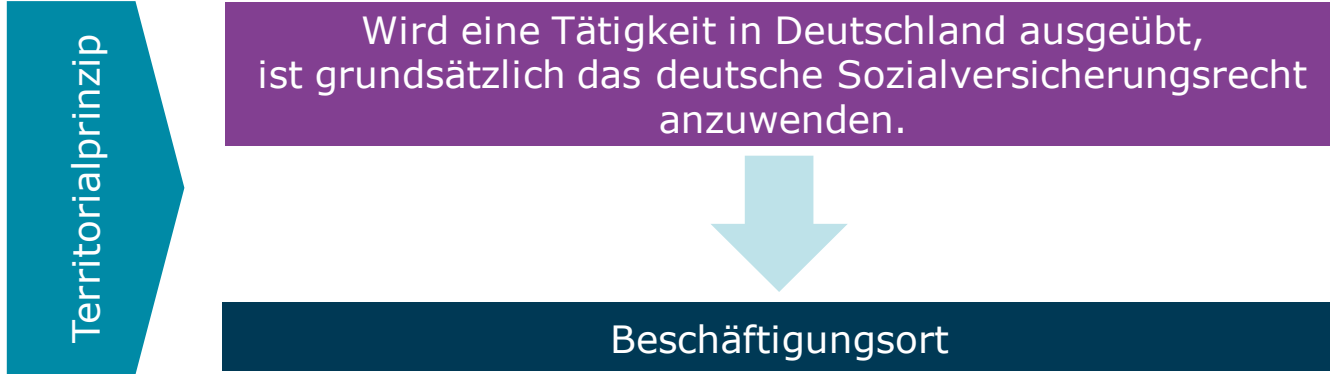 Territorialprinzip
Wird eine Tätigkeit in Deutschland ausgeübt,
ist grundsätzlich das deutsche Sozialversicherungsrecht
anzuwenden.
Beschäftigungsort